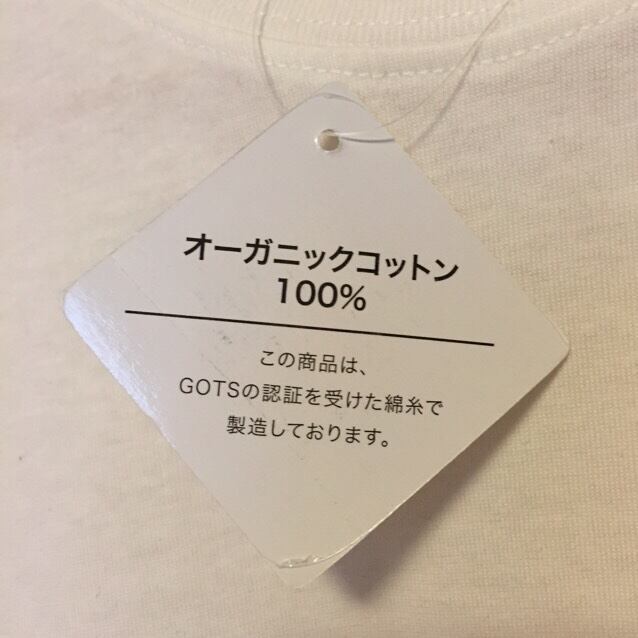 オーガニックコットン
100%
この商品は、
GOTSの認証を受けた綿糸で
製造しております。